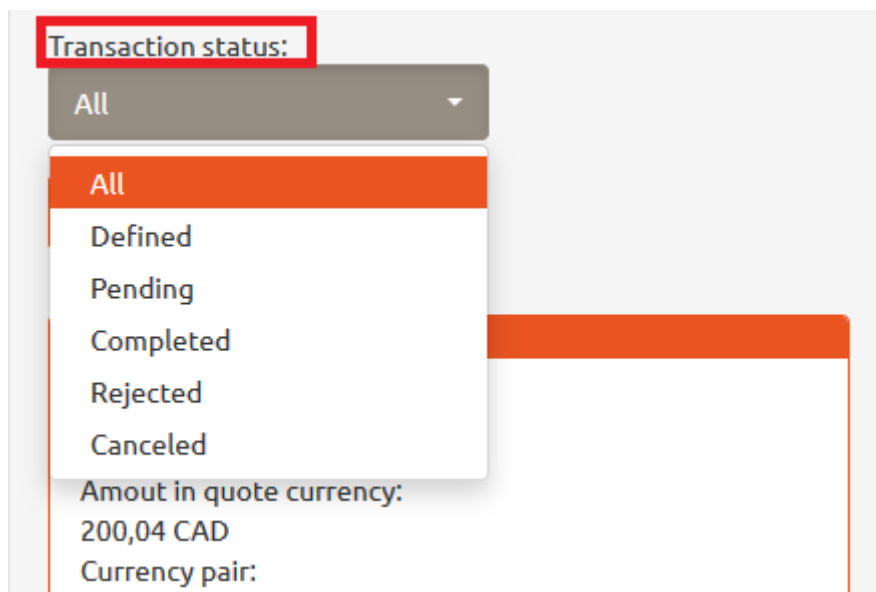 Transaction status:
All
All
Defined
Pending
Completed
Rejected
Canceled
Amout in quote currency:
200,04 CAD
Currency pair: